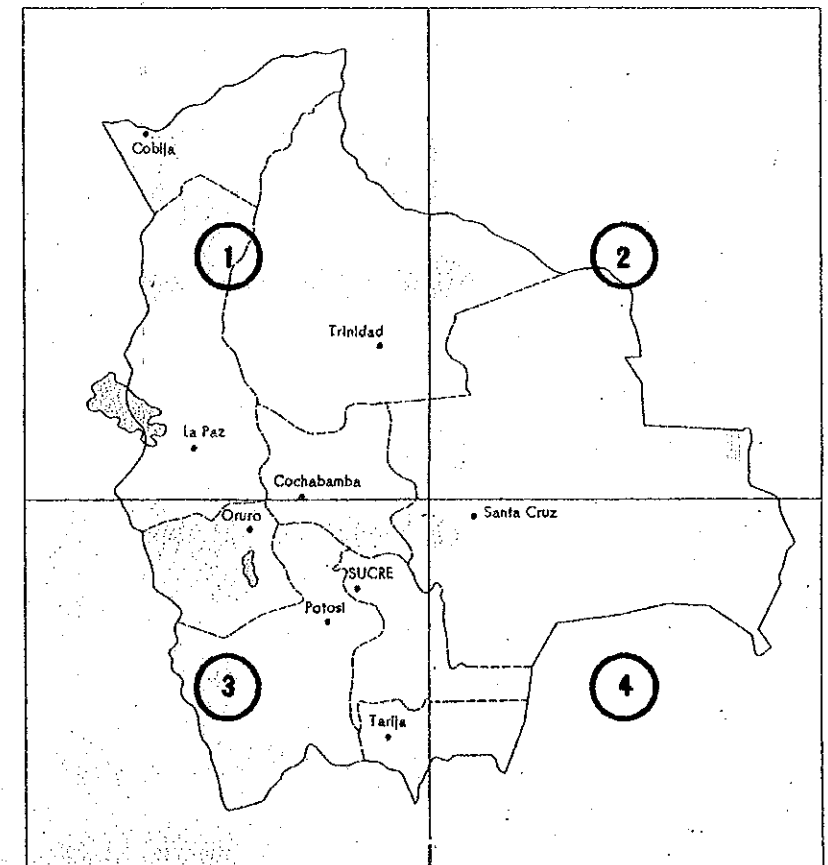 Cobija
1
2
Trinidad
La Paz
Cochabamba
Oruro
Santa Cruz
SUCRE
Potosi
3
4
Tarija